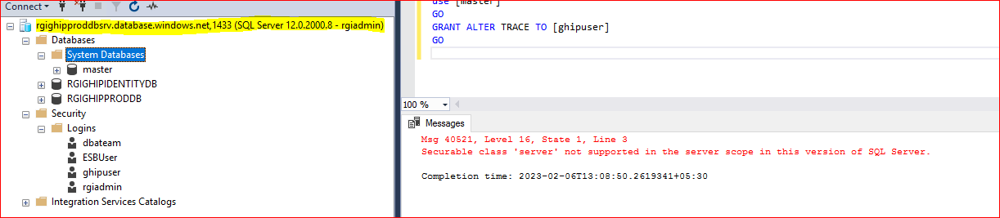 Connect
rgighipproddbsrv.database.windows.net,1433 (SQL Server 12.0.2000.8 - rgiadmin)
Databases
System Databases
master
RGIGHIPIDENTITYDB
RGIGHIPPRODDB
Security
Logins
dbateam
ESBUser
ghipuser
rgiadmin
Integration Services Catalogs
use [master]
GO
GRANT ALTER TRACE TO [ghipuser]
GO
100 %
Messages
Msg 40521, Level 16, State 1, Line 3
Securable class 'server' not supported in the server scope in this version of SQL Server.
Completion time: 2023-02-06T13:08:50.2619341+05:30